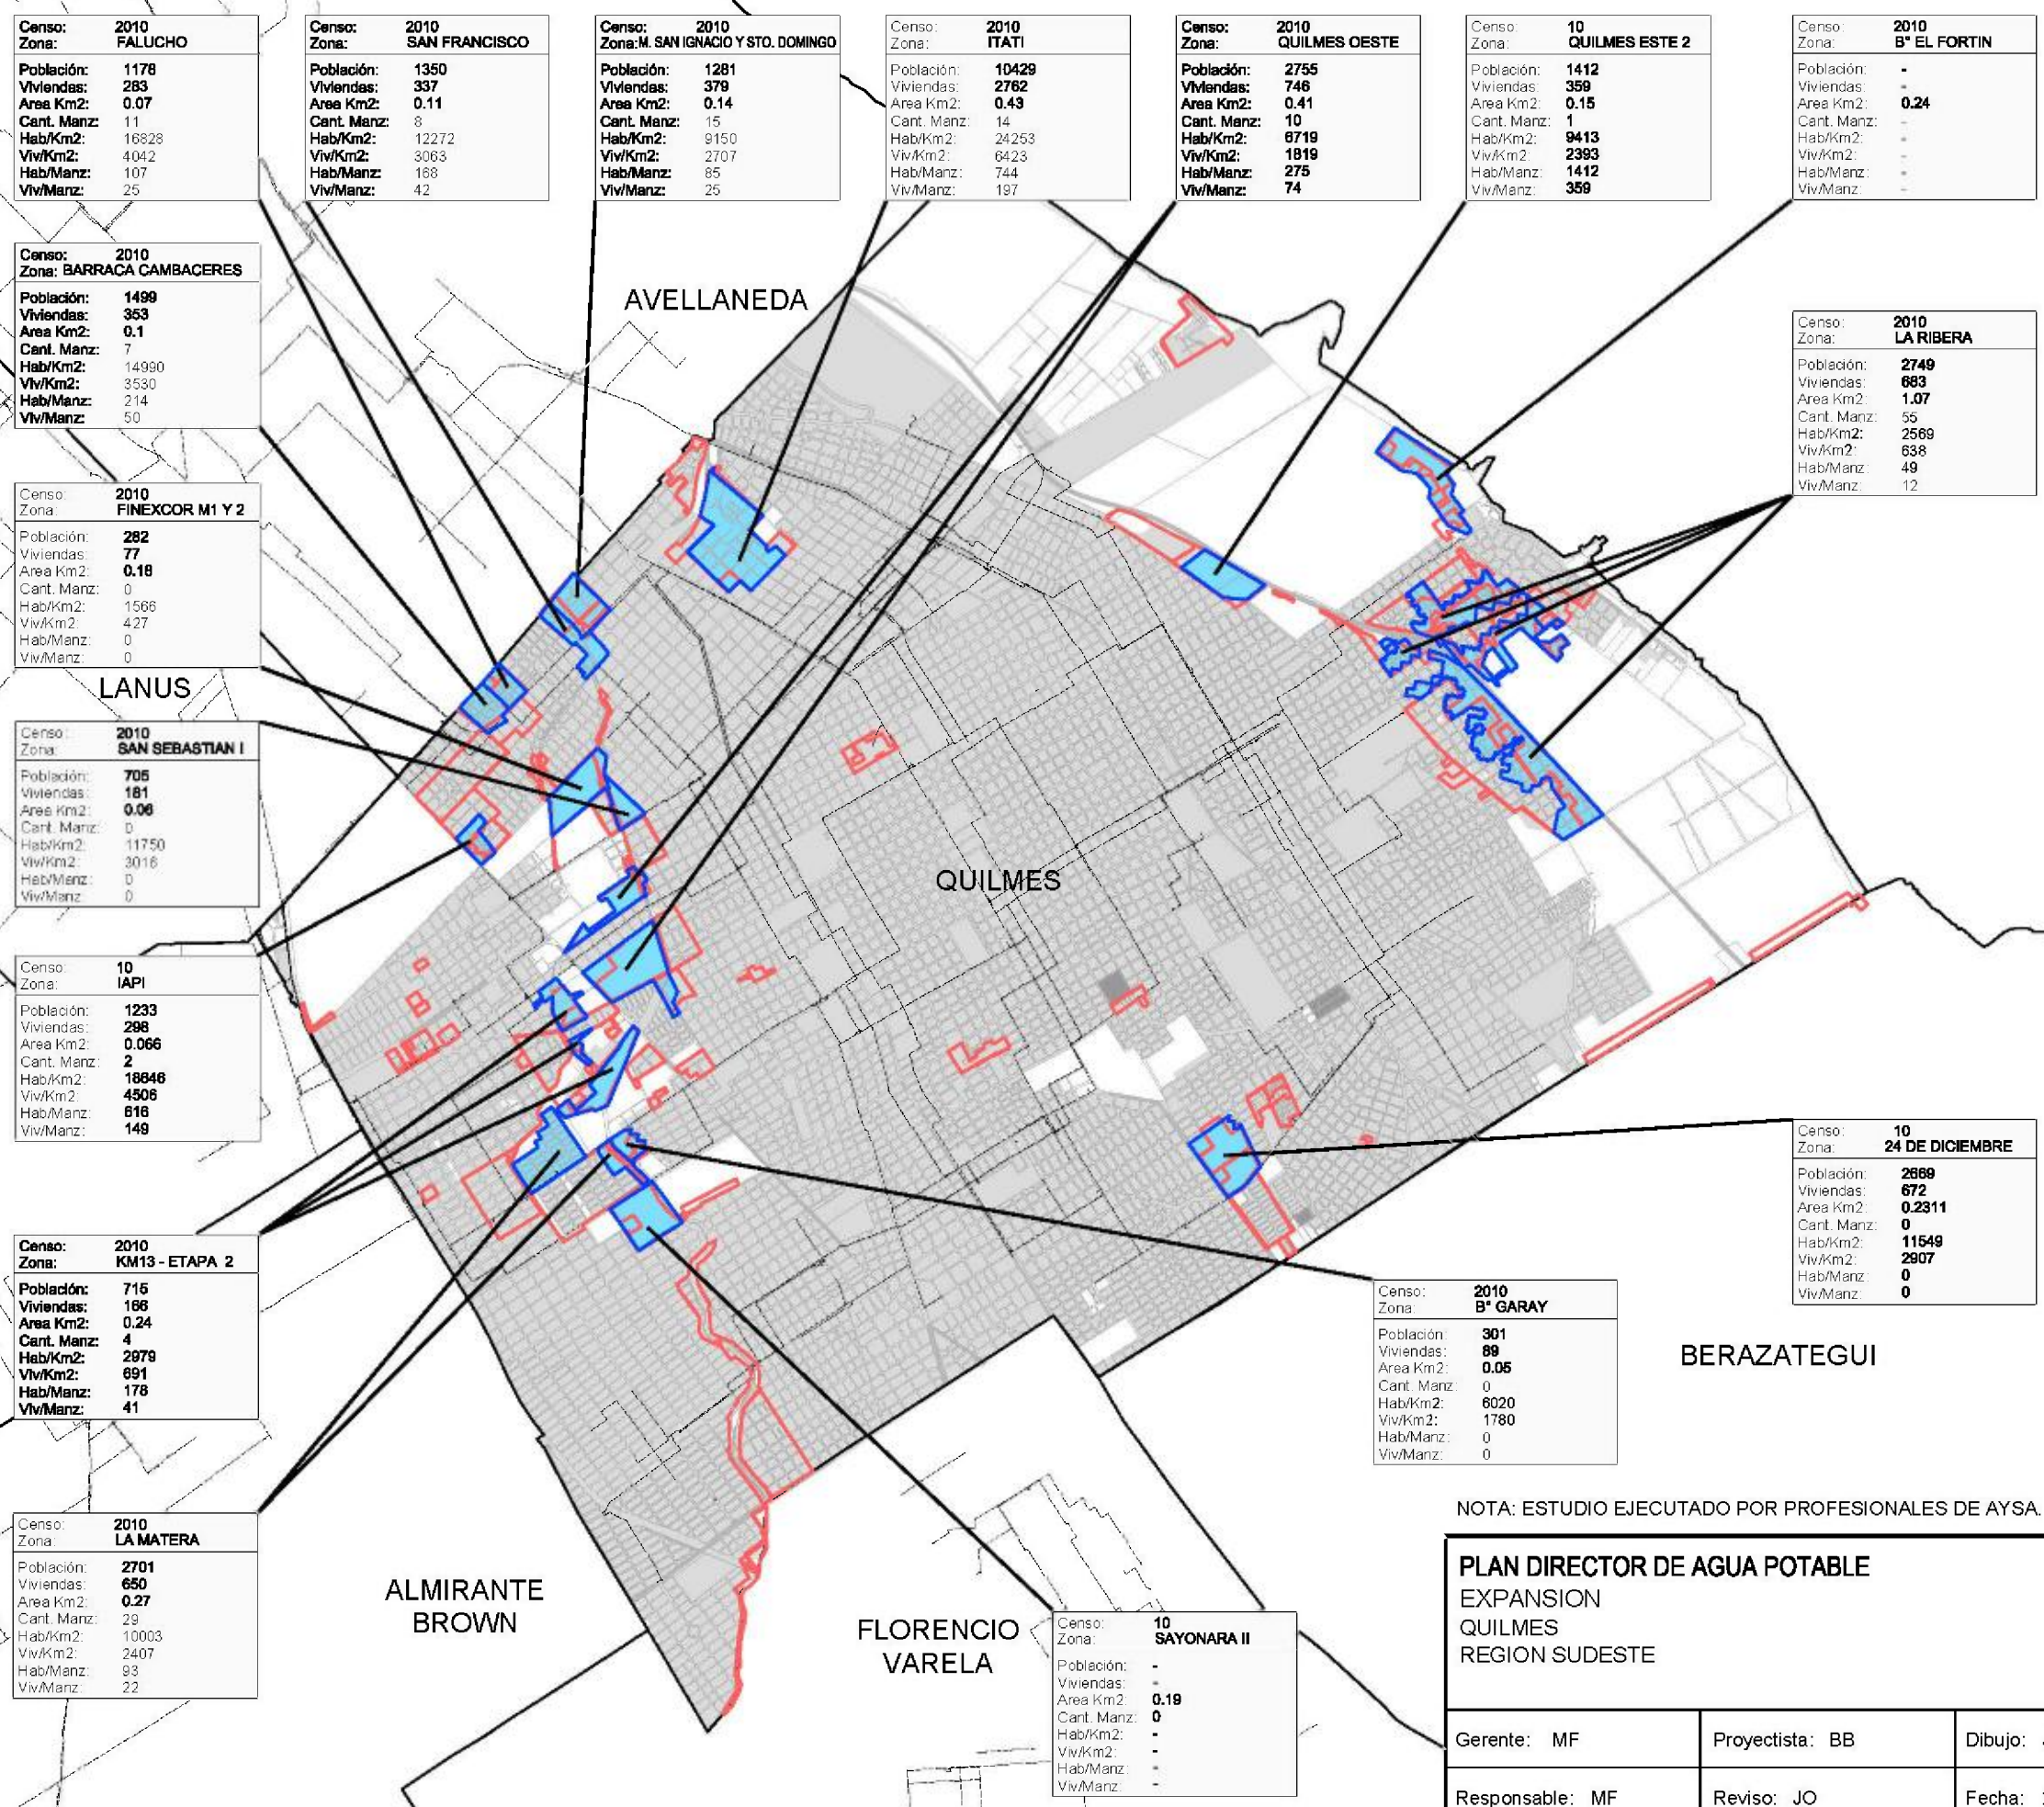 Censo: 2010
Zona: FALUCHO
Población: 1178
Viviendas: 283
Area Km2: 0.07
Cant. Manz: 11
Hab/Km2: 16828
Viv/Km2: 4042
Hab/Manz: 107
Viv/Manz: 25
Censo: 2010
Zona: SAN FRANCISCO
Población: 1350
Viviendas: 337
Area Km2: 0.11
Cant. Manz: 8
Hab/Km2: 12272
Viv/Km2: 3063
Hab/Manz: 168
Viv/Manz: 42
Censo: 2010
Zona: M. SAN IGNACIO Y STO. DOMINGO
Población: 1281
Viviendas: 379
Area Km2: 0.14
Cant. Manz: 15
Hab/Km2: 9150
Viv/Km2: 2707
Hab/Manz: 85
Viv/Manz: 25
Censo: 2010
Zona: ITATI
Población: 10429
Viviendas: 2762
Area Km2: 0.43
Cant. Manz: 14
Hab/Km2: 24253
Viv/Km2: 6423
Hab/Manz: 744
Viv/Manz: 197
Censo: 2010
Zona: QUILMES OESTE
Población: 2755
Viviendas: 746
Area Km2: 0.41
Cant. Manz: 10
Hab/Km2: 6719
Viv/Km2: 1819
Hab/Manz: 275
Viv/Manz: 74
Censo: 10
Zona: QUILMES ESTE 2
Población: 1412
Viviendas: 359
Area Km2: 0.15
Cant. Manz: 1
Hab/Km2: 9413
Viv/Km2: 2393
Hab/Manz: 1412
Viv/Manz: 359
Censo: 2010
Zona: B° EL FORTIN
Población: -
Viviendas: -
Area Km2: 0.24
Cant. Manz: -
Hab/Km2: -
Viv/Km2: -
Hab/Manz: -
Viv/Manz: -
Censo: 2010
Zona: BARRACA CAMBACERES
Población: 1499
Viviendas: 353
Area Km2: 0.1
Cant. Manz: 7
Hab/Km2: 14990
Viv/Km2: 3530
Hab/Manz: 214
Viv/Manz: 50
AVELLANEDA
Censo: 2010
Zona: LA RIBERA
Población: 2749
Viviendas: 683
Area Km2: 1.07
Cant. Manz: 55
Hab/Km2: 2569
Viv/Km2: 638
Hab/Manz: 49
Viv/Manz: 12
Censo: 2010
Zona: FINEXCOR M1 Y 2
Población: 282
Viviendas: 77
Area Km2: 0.18
Cant. Manz: 0
Hab/Km2: 1566
Viv/Km2: 427
Hab/Manz: 0
Viv/Manz: 0
LANUS
Censo: 2010
Zona: SAN SEBASTIAN I
Población: 705
Viviendas: 181
Area Km2: 0.06
Cant. Manz: 0
Hab/Km2: 11750
Viv/Km2: 3016
Hab/Manz: 0
Viv/Manz: 0
QUILMES
Censo: 10
Zona: IAPI
Población: 1233
Viviendas: 298
Area Km2: 0.066
Cant. Manz: 2
Hab/Km2: 18646
Viv/Km2: 4506
Hab/Manz: 616
Viv/Manz: 149
Censo: 10
Zona: 24 DE DICIEMBRE
Población: 2669
Viviendas: 672
Area Km2: 0.2311
Cant. Manz: 0
Hab/Km2: 11549
Viv/Km2: 2907
Hab/Manz: 0
Viv/Manz: 0
Censo: 2010
Zona: KM13 - ETAPA 2
Población: 715
Viviendas: 166
Area Km2: 0.24
Cant. Manz: 4
Hab/Km2: 2979
Viv/Km2: 691
Hab/Manz: 178
Viv/Manz: 41
Censo: 2010
Zona: B° GARAY
Población: 301
Viviendas: 89
Area Km2: 0.05
Cant. Manz: 0
Hab/Km2: 6020
Viv/Km2: 1780
Hab/Manz: 0
Viv/Manz: 0
BERAZATEGUI
Censo: 2010
Zona: LA MATERA
Población: 2701
Viviendas: 650
Area Km2: 0.27
Cant. Manz: 29
Hab/Km2: 10003
Viv/Km2: 2407
Hab/Manz: 93
Viv/Manz: 22
ALMIRANTE
BROWN
FLORENCIO
VARELA
Censo: 10
Zona: SAYONARA II
Población: -
Viviendas: -
Area Km2: 0.19
Cant. Manz: 0
Hab/Km2: -
Viv/Km2: -
Hab/Manz: -
Viv/Manz: -
NOTA: ESTUDIO EJECUTADO POR PROFESIONALES DE AYSA.
PLAN DIRECTOR DE AGUA POTABLE
EXPANSION
QUILMES
REGION SUDESTE
Gerente: MF
Proyectista: BB
Dibujo:
Responsable: MF
Reviso: JO
Fecha: